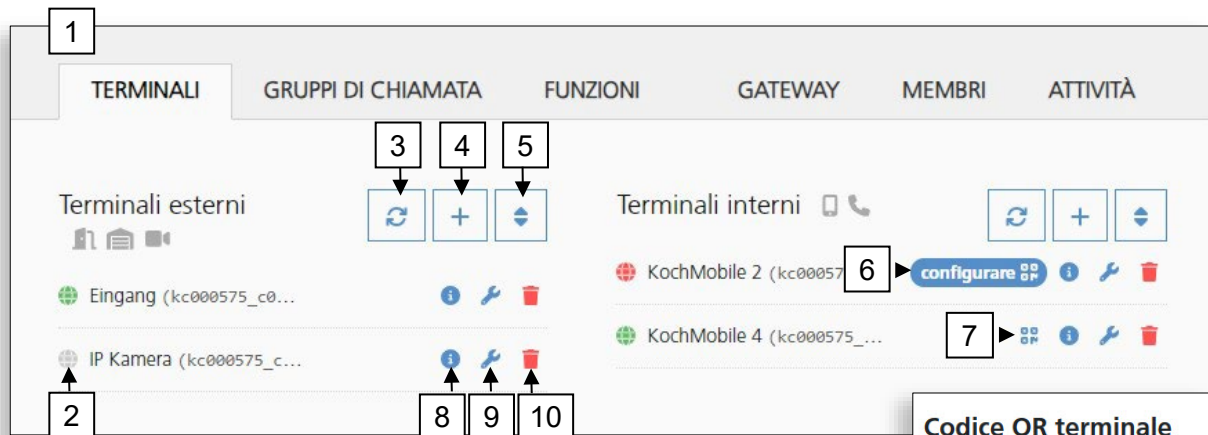 1
TERMINALI GRUPPI DI CHIAMATA FUNZIONI GATEWAY MEMBRI ATTIVITÀ
3 4 5
Terminali esterni
Terminali interni
KochMobile 2 (kc00057 6 configurare
Eingang (kc000575_c0...
KochMobile 4 (kc000575_... 7
IP Kamera (kc000575_c...
2 8 9 10
Codice QR terminale